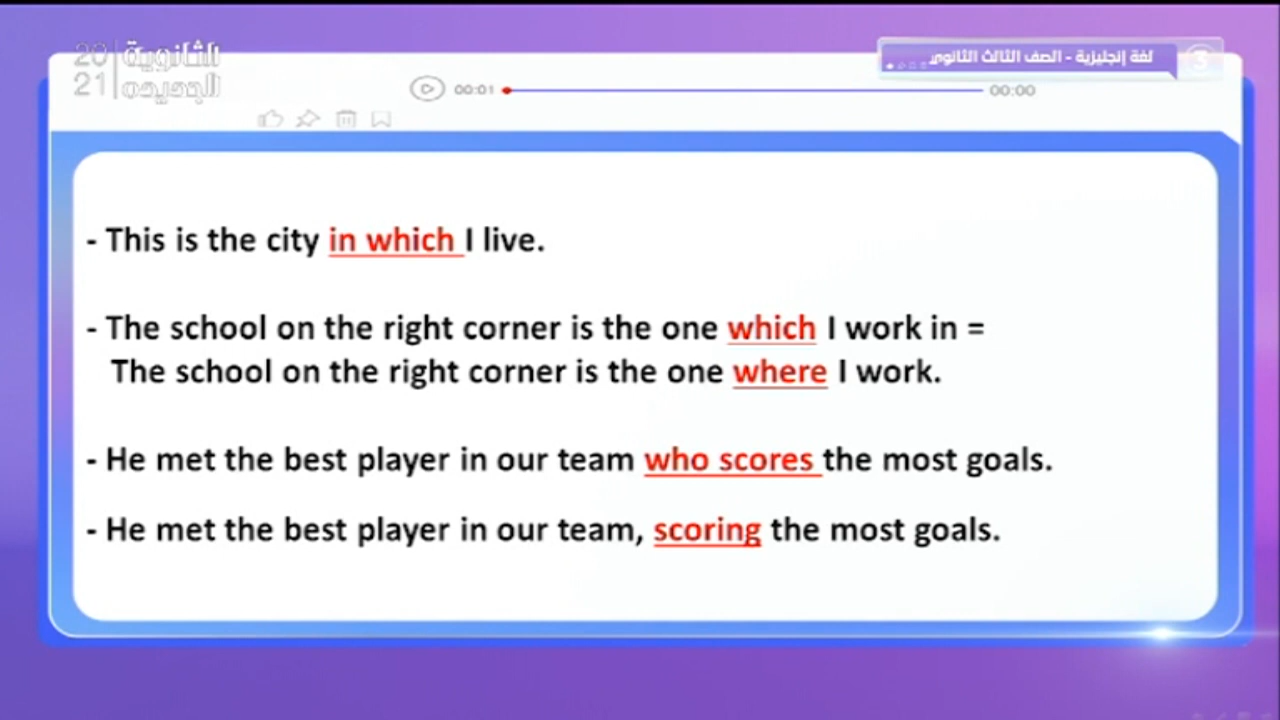 20 الثانوية
21 الجديدة
لغة إنجليزية - الصف الثالث الثانوي
3
00:01
00:00
- This is the city in which I live.
- The school on the right corner is the one which I work in =
The school on the right corner is the one where I work.
- He met the best player in our team who scores the most goals.
- He met the best player in our team, scoring the most goals.